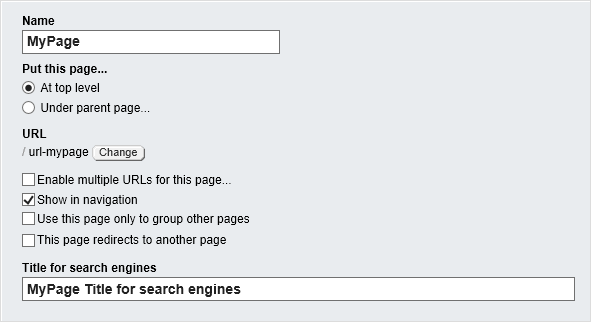 Name
MyPage
Put this page...
At top level
Under parent page...
URL
/ url-mypage Change
Enable multiple URLs for this page...
Show in navigation
Use this page only to group other pages
This page redirects to another page
Title for search engines
MyPage Title for search engines